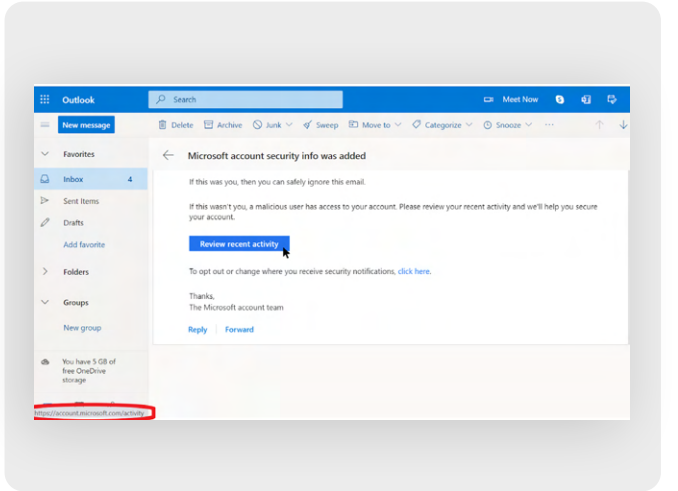 Outlook
Search
Meet Now
New message
Delete Archive Junk Sweep Move to Categorize Snooze ...
Favorites
Microsoft account security info was added
Inbox 4
If this was you, then you can safely ignore this email.
Sent Items
If this wasn't you, a malicious user has access to your account. Please review your recent activity and we'll help you secure
your account.
Drafts
Add favorite
Review recent activity
Folders
To opt out or change where you receive security notifications, click here.
Groups
Thanks,
The Microsoft account team
New group
Reply Forward
You have 5 GB of
free OneDrive
storage
https://account.microsoft.com/activity